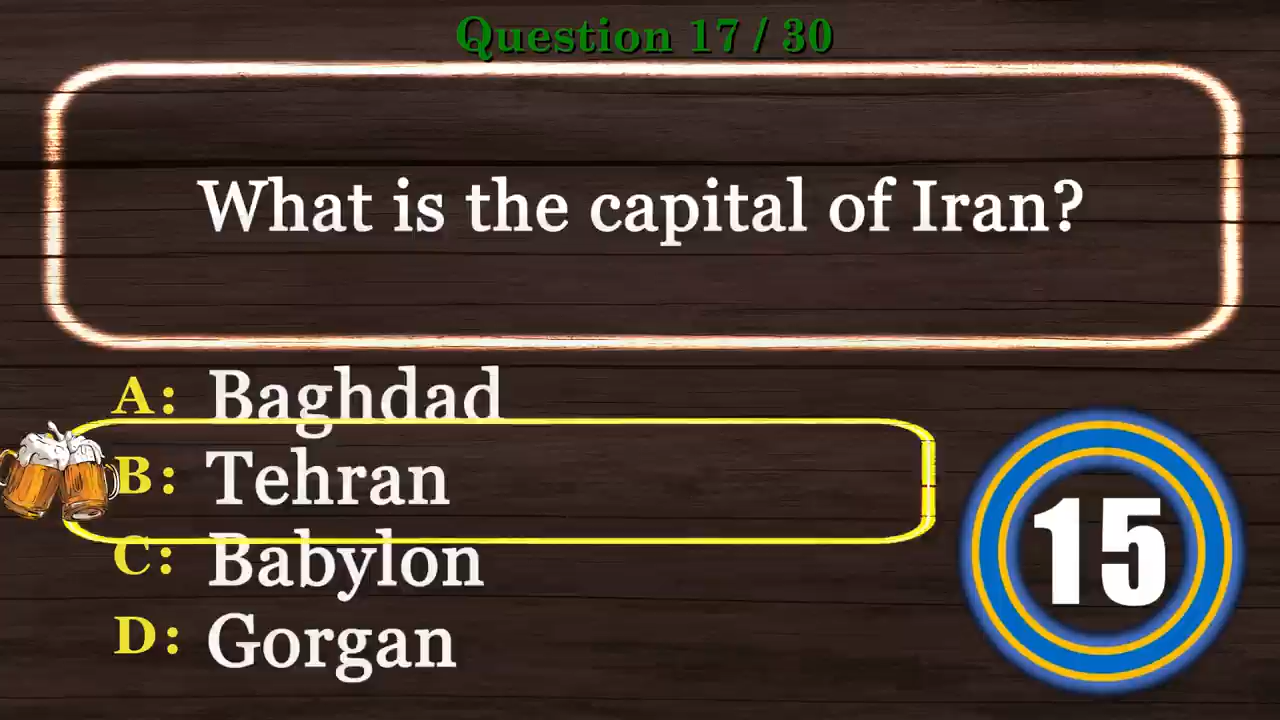 Question 17 / 30
What is the capital of Iran?
A: Baghdad
B: Tehran
C: Babylon
D: Gorgan
15